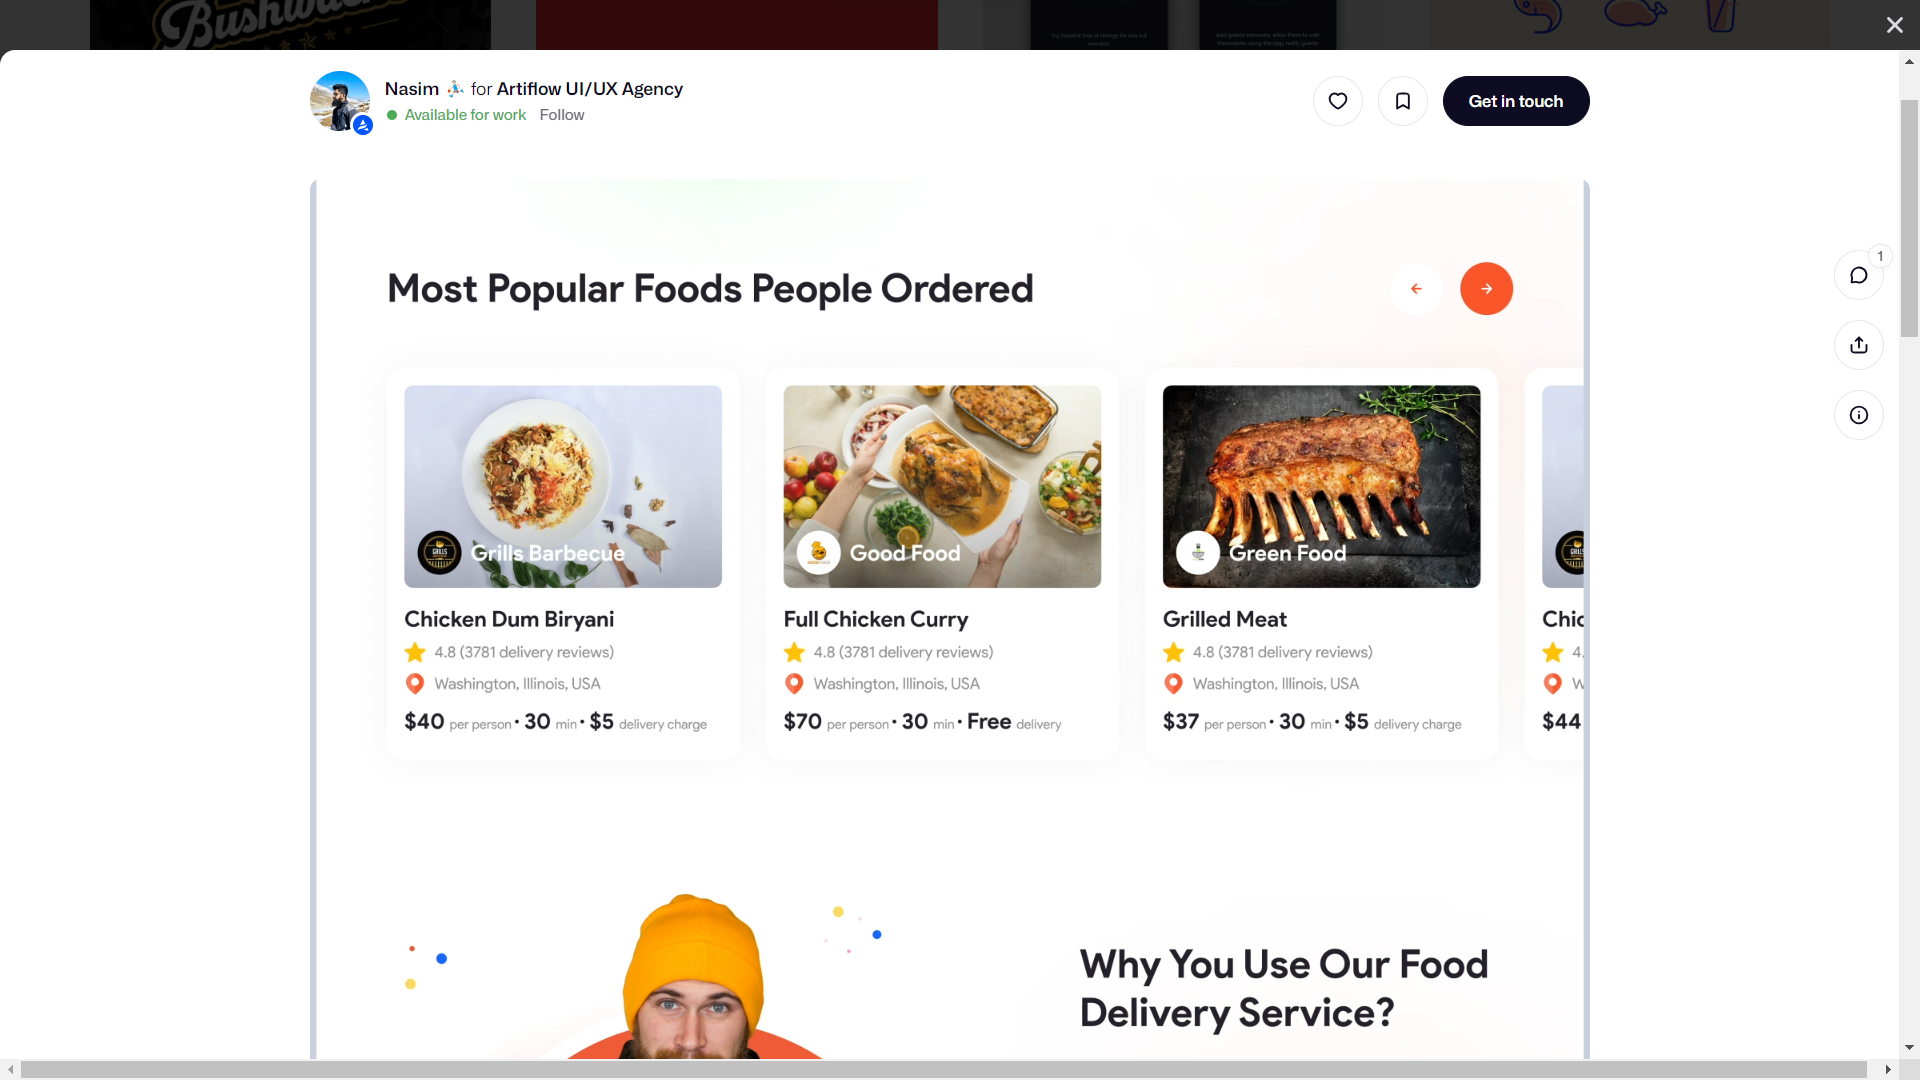 Bushwick
Nasim for Artiflow UI/UX Agency
Available for work Follow
Get in touch
1
Most Popular Foods People Ordered
Grills Barbecue
Chicken Dum Biryani
4.8 (3781 delivery reviews)
Washington, Illinois, USA
$40 per person • 30 min • $5 delivery charge
Good Food
Full Chicken Curry
4.8 (3781 delivery reviews)
Washington, Illinois, USA
$70 per person • 30 min • Free delivery
Green Food
Grilled Meat
4.8 (3781 delivery reviews)
Washington, Illinois, USA
$37 per person • 30 min • $5 delivery charge
Chic
4.
W
$44
Why You Use Our Food
Delivery Service?